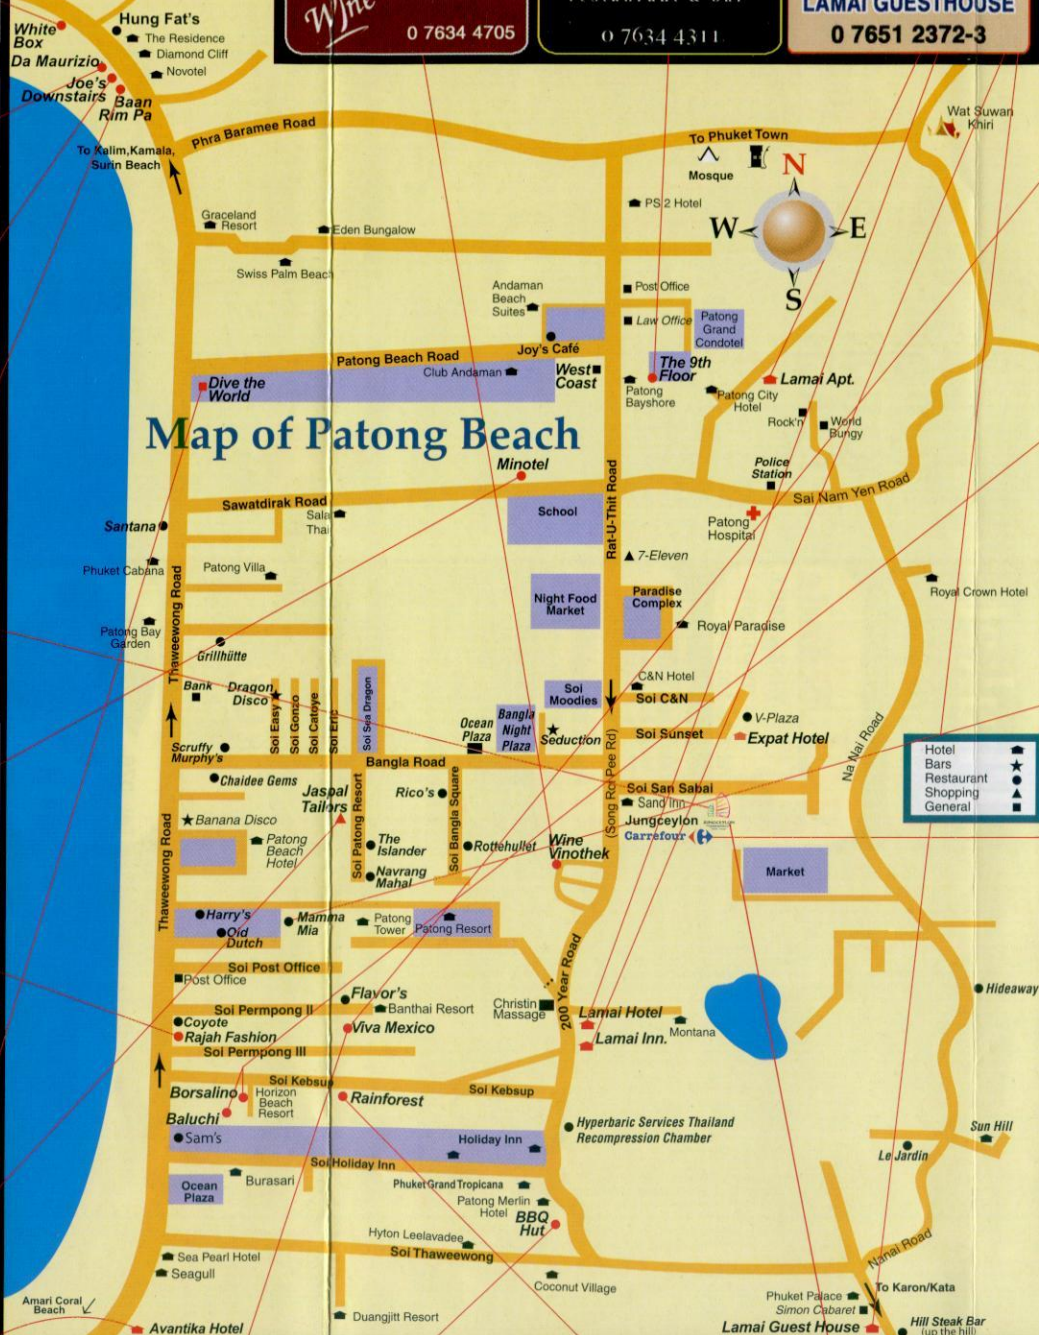 Wine
0 7634 4705
0 7634 4311
LAMAI GUESTHOUSE
0 7651 2372-3
White
Box
Hung Fat's
The Residence
Diamond Cliff
Novotel
Da Maurizio
Joe's
Downstairs
Baan
Rim Pa
Phra Baramee Road
To Phuket Town
Wat Suwan
Khiri
To Kalim,Kamala,
Surin Beach
Mosque
N
W
E
S
PS 2 Hotel
Graceland
Resort
Eden Bungalow
Swiss Palm Beach
Andaman
Beach
Suites
Post Office
Law Office
Patong
Grand
Condotel
Joy's Café
Patong Beach Road
Club Andaman
West
Coast
The 9th
Floor
Patong
Bayshore
Lamai Apt.
Patong City
Hotel
Dive the
World
Rock'n
World
Bungy
Map of Patong Beach
Minotel
Police
Station
Sai Nam Yen Road
Sawatdirak Road
Sala
Thai
School
Rat-U-Thit Road
Patong
Hospital
Santana
7-Eleven
Phuket Cabana
Patong Villa
Thaweewong Road
Night Food
Market
Paradise
Complex
Royal Paradise
Royal Crown Hotel
Patong Bay
Garden
Grillhütte
Bank
Dragon
Disco
Soi Easy
Soi Gonzo
Soi Catoye
Soi Eric
Soi Sea Dragon
Soi
Moodies
C&N Hotel
Soi C&N
Ocean
Plaza
Bangla
Night
Plaza
Seduction
Soi Sunset
V-Plaza
Expat Hotel
Na Nai Road
Scruffy
Murphy's
Bangla Road
(Song Roi Pee Rd)
Hotel
Bars
Restaurant
Shopping
General
Chaidee Gems
Jaspal
Tailors
Soi Patong Resort
Rico's
Soi Bangla Square
Soi San Sabai
Sand Inn
Jungceylon
Carrefour
Banana Disco
Patong
Beach
Hotel
The
Islander
Navrang
Mahal
Rottehullet
Wine
Vinothek
Market
Thaweewong Road
Harry's
Old
Dutch
Mamma
Mia
Patong
Tower
Patong Resort
Soi Post Office
Post Office
200 Year Road
Hideaway
Flavor's
Banthai Resort
Soi Permpong II
Christin
Massage
Lamai Hotel
Montana
Coyote
Rajah Fashion
Viva Mexico
Lamai Inn.
Soi Permpong III
Soi Kebsup
Soi Kebsup
Borsalino
Horizon
Beach
Resort
Rainforest
Baluchi
Sam's
Holiday Inn
Hyperbaric Services Thailand
Recompression Chamber
Sun Hill
Le Jardin
Soi Holiday Inn
Ocean
Plaza
Burasari
Phuket Grand Tropicana
Patong Merlin
Hotel
BBQ
Hut
Hyton Leelavadee
Soi Thaweewong
Nanai Road
Sea Pearl Hotel
Seagull
Coconut Village
To Karon/Kata
Phuket Palace
Simon Cabaret
Amari Coral
Beach
Avantika Hotel
Duangjitt Resort
Lamai Guest House
Hill Steak Bar
(up the hill)